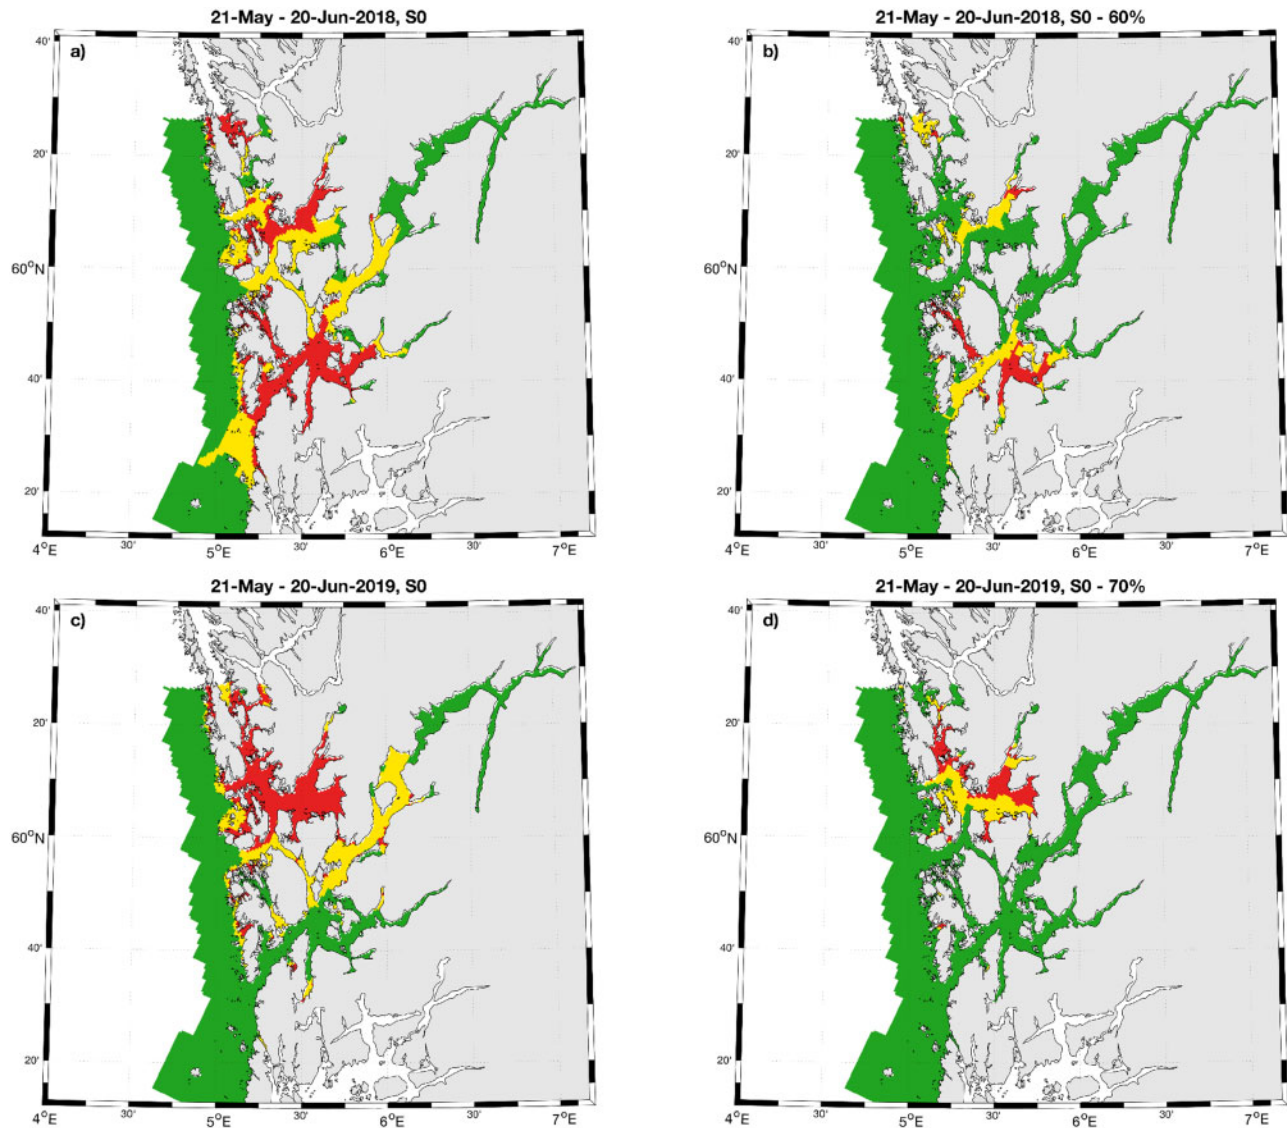 21-May - 20-Jun-2018, S0
a)
40'
20'
60°N
40'
20'
4°E
30'
5°E
30'
6°E
30'
7°E
21-May - 20-Jun-2018, S0 - 60%
b)
40'
20'
60°N
40'
20'
4°E
30'
5°E
30'
6°E
30'
7°E
21-May - 20-Jun-2019, S0
c)
40'
20'
60°N
40'
20'
4°E
30'
5°E
30'
6°E
30'
7°E
21-May - 20-Jun-2019, S0 - 70%
d)
40'
20'
60°N
40'
20'
4°E
30'
5°E
30'
6°E
30'
7°E